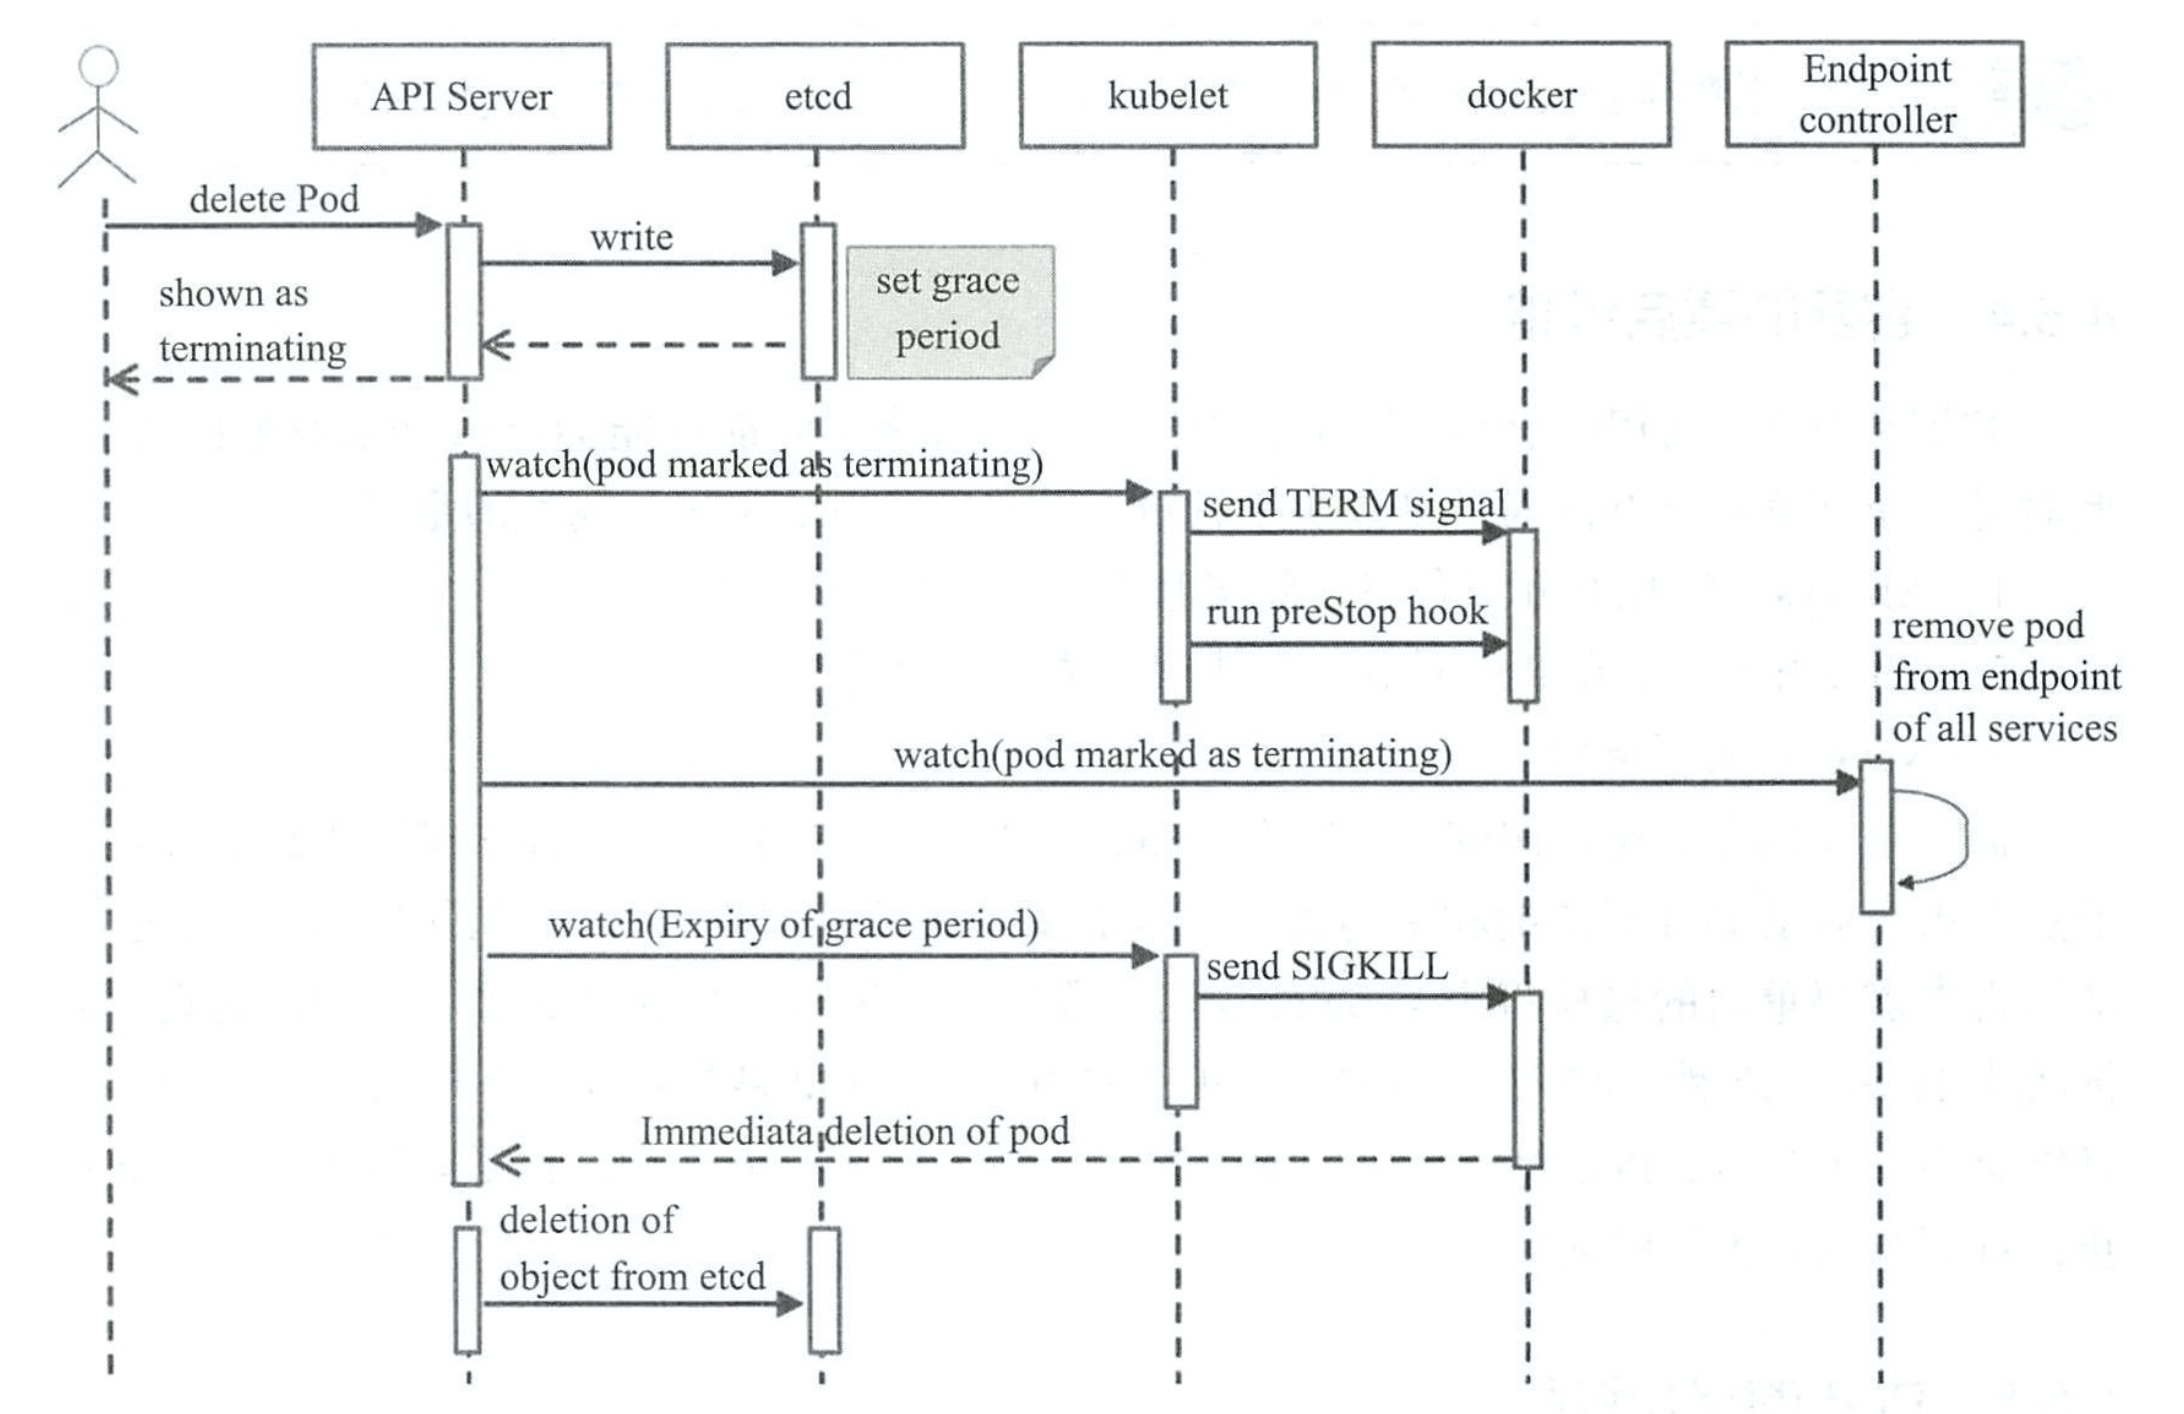 API Server
etcd
kubelet
docker
Endpoint
controller
delete Pod
write
set grace
period
shown as
terminating
watch(pod marked as terminating)
send TERM signal
run preStop hook
remove pod
from endpoint
of all services
watch(pod marked as terminating)
watch(Expiry of grace period)
send SIGKILL
Immediata deletion of pod
deletion of
object from etcd